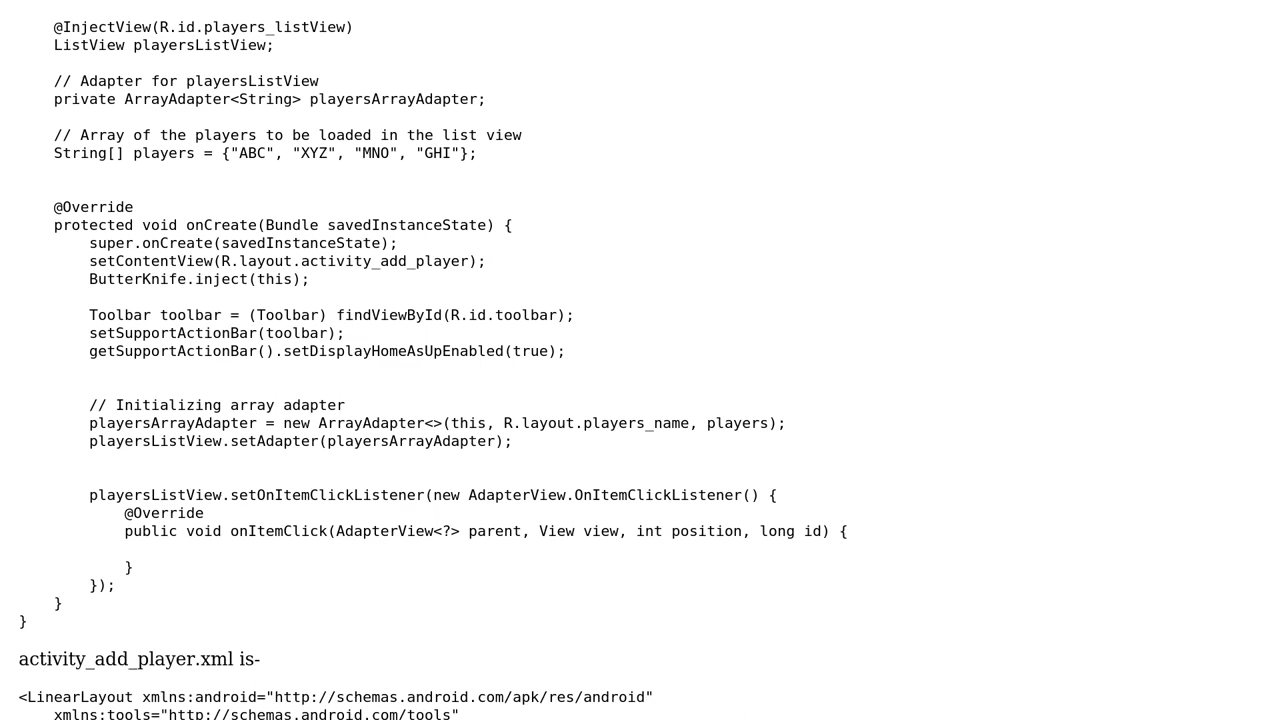 @InjectView(R.id.players_listView)
ListView playersListView;
// Adapter for playersListView
private ArrayAdapter<String> playersArrayAdapter;
// Array of the players to be loaded in the list view
String[] players = {"ABC", "XYZ", "MNO", "GHI"};
@Override
protected void onCreate(Bundle savedInstanceState) {
super.onCreate(savedInstanceState);
setContentView(R.layout.activity_add_player);
ButterKnife.inject(this);
Toolbar toolbar = (Toolbar) findViewById(R.id.toolbar);
setSupportActionBar(toolbar);
getSupportActionBar().setDisplayHomeAsUpEnabled(true);
// Initializing array adapter
playersArrayAdapter = new ArrayAdapter<>(this, R.layout.players_name, players);
playersListView.setAdapter(playersArrayAdapter);
playersListView.setOnItemClickListener(new AdapterView.OnItemClickListener() {
@Override
public void onItemClick(AdapterView<?> parent, View view, int position, long id) {
}
});
}
}
activity_add_player.xml is-
<LinearLayout xmlns:android="http://schemas.android.com/apk/res/android"
xmlns:tools="http://schemas.android.com/tools"